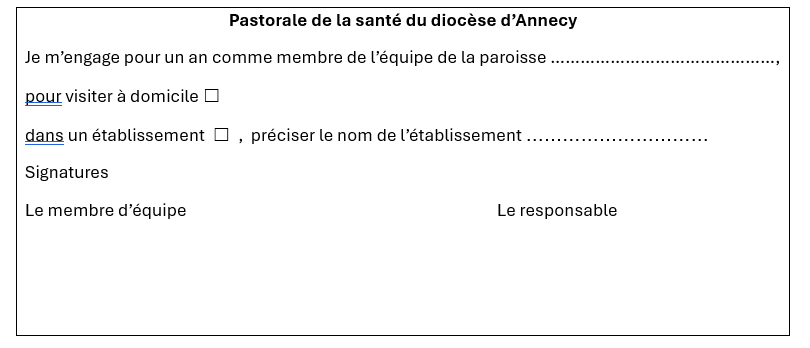 Pastorale de la santé du diocèse d’Annecy
Je m’engage pour un an comme membre de l’équipe de la paroisse ............................................,
pour visiter à domicile ☐
dans un établissement ☐ , préciser le nom de l’établissement ……………………………
Signatures
Le membre d’équipe Le responsable